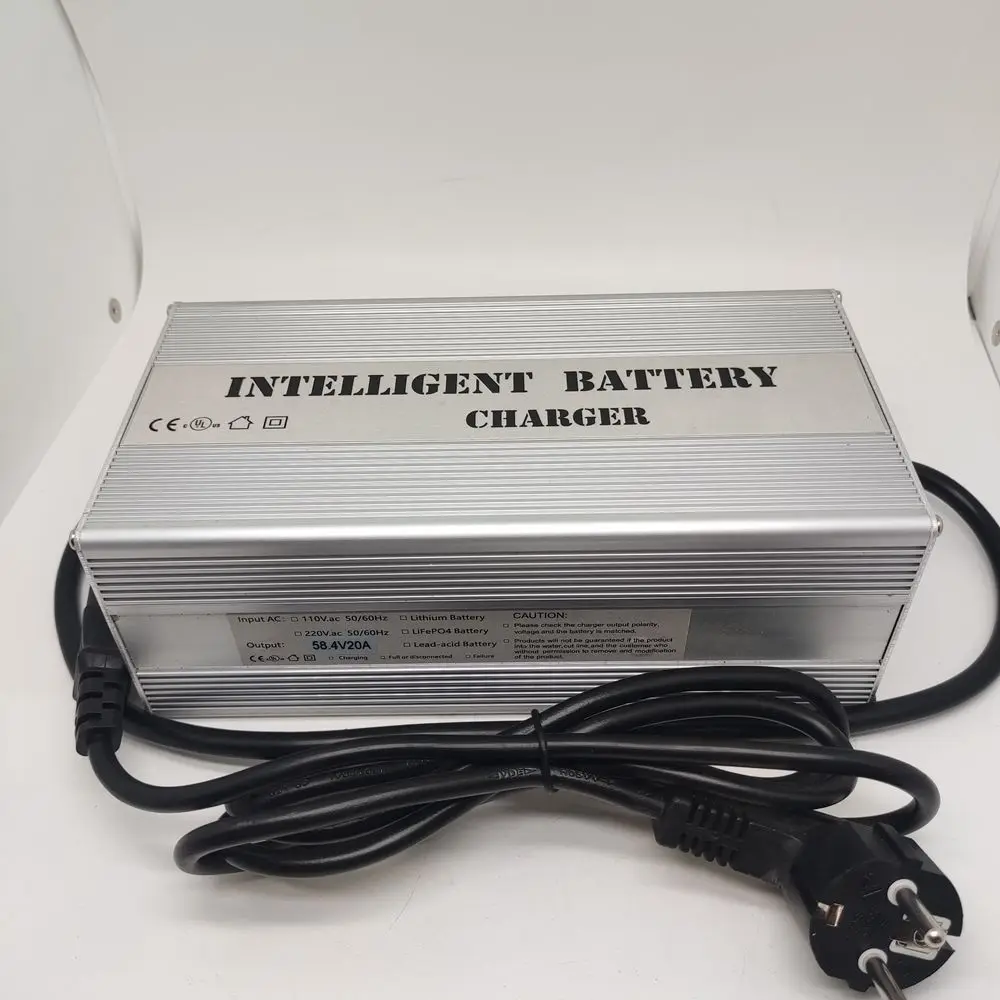 INTELLIGENT BATTERY
CHARGER
CE c UL us
Input AC: □ 110V.ac 50/60Hz □ Lithium Battery
□ 220V.ac 50/60Hz □ LiFePO4 Battery
Output: 58.4V20A □ Lead-acid Battery
CE □ Charging □ Full or disconnected □ Failure
CAUTION:
□ Please check the charger output polarity,
voltage and the battery is matched.
□ Products will not be guaranteed if the product
into the water,cut line,and the customer who
without permission to remove and modification
of the product.